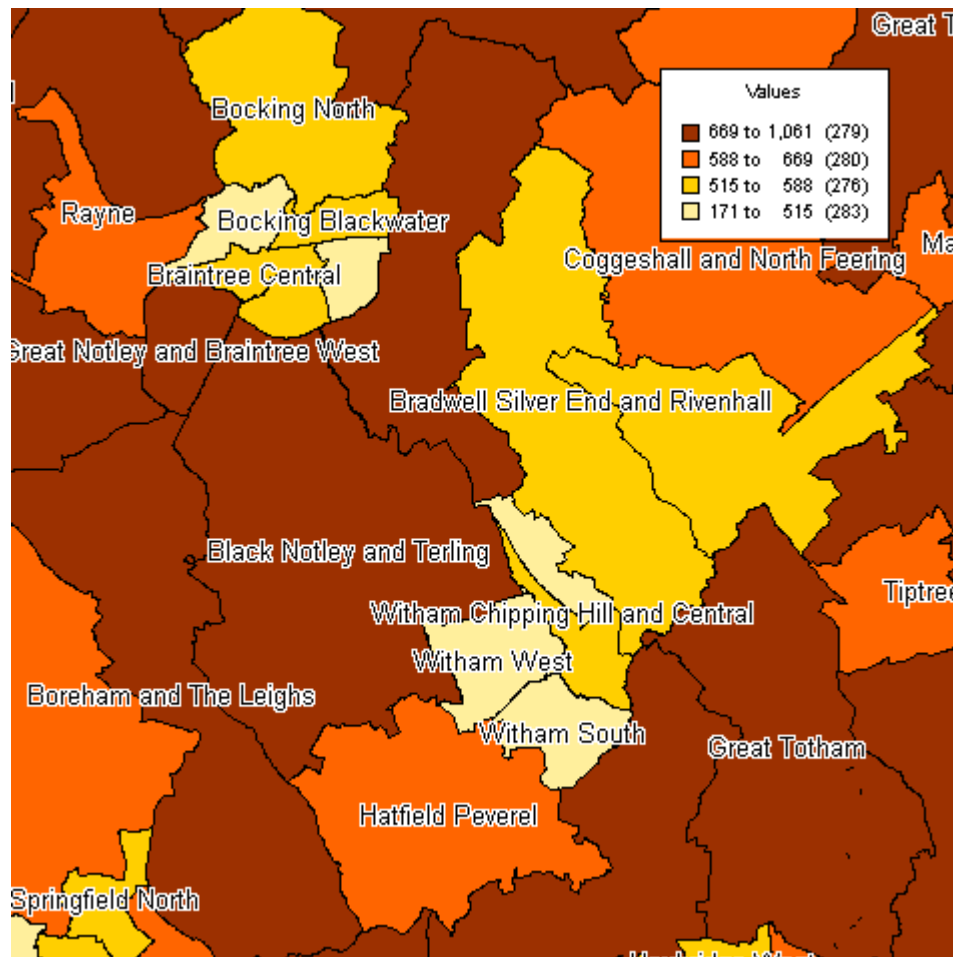 Great T
Values
669 to 1,061 (279)
588 to 669 (280)
515 to 588 (276)
171 to 515 (283)
Bocking North
Rayne
Bocking Blackwater
Ma
Coggeshall and North Feering
Braintree Central
Great Notley and Braintree West
Bradwell Silver End and Rivenhall
Black Notley and Terling
Tiptree
Witham Chipping Hill and Central
Witham West
Boreham and The Leighs
Witham South
Great Totham
Hatfield Peverel
Springfield North